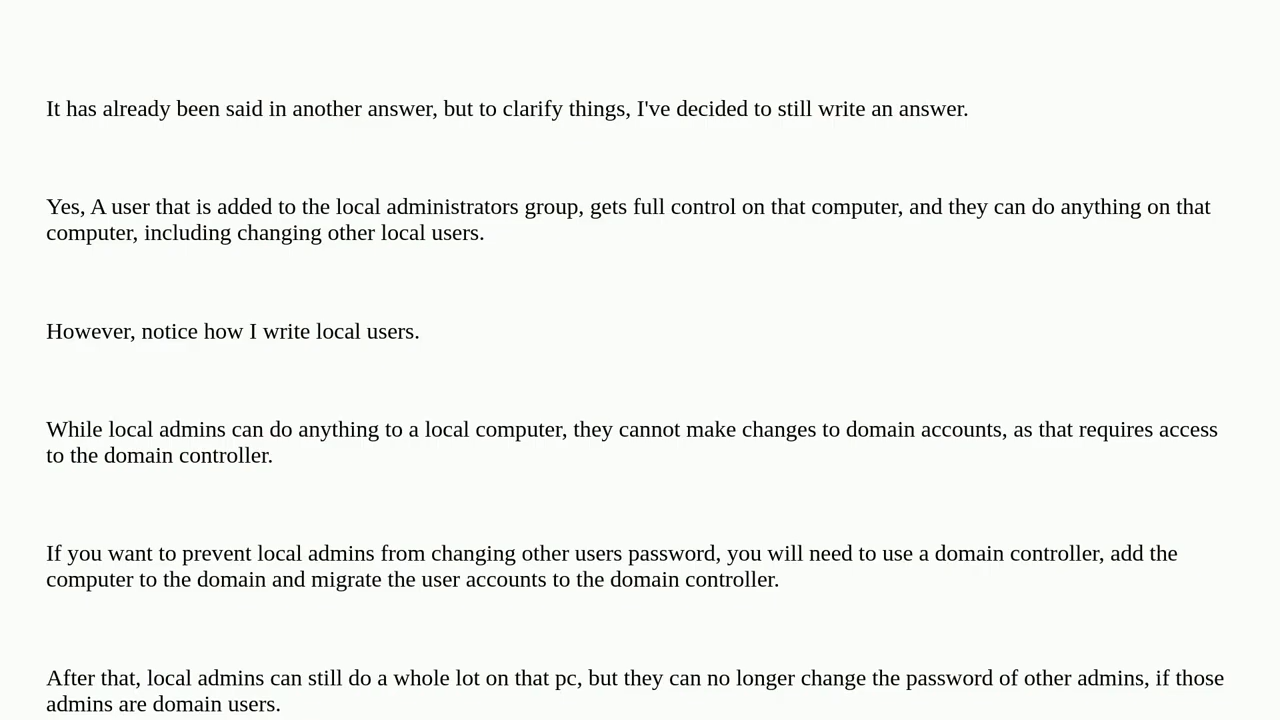 It has already been said in another answer, but to clarify things, I've decided to still write an answer.
Yes, A user that is added to the local administrators group, gets full control on that computer, and they can do anything on that
computer, including changing other local users.
However, notice how I write local users.
While local admins can do anything to a local computer, they cannot make changes to domain accounts, as that requires access
to the domain controller.
If you want to prevent local admins from changing other users password, you will need to use a domain controller, add the
computer to the domain and migrate the user accounts to the domain controller.
After that, local admins can still do a whole lot on that pc, but they can no longer change the password of other admins, if those
admins are domain users.